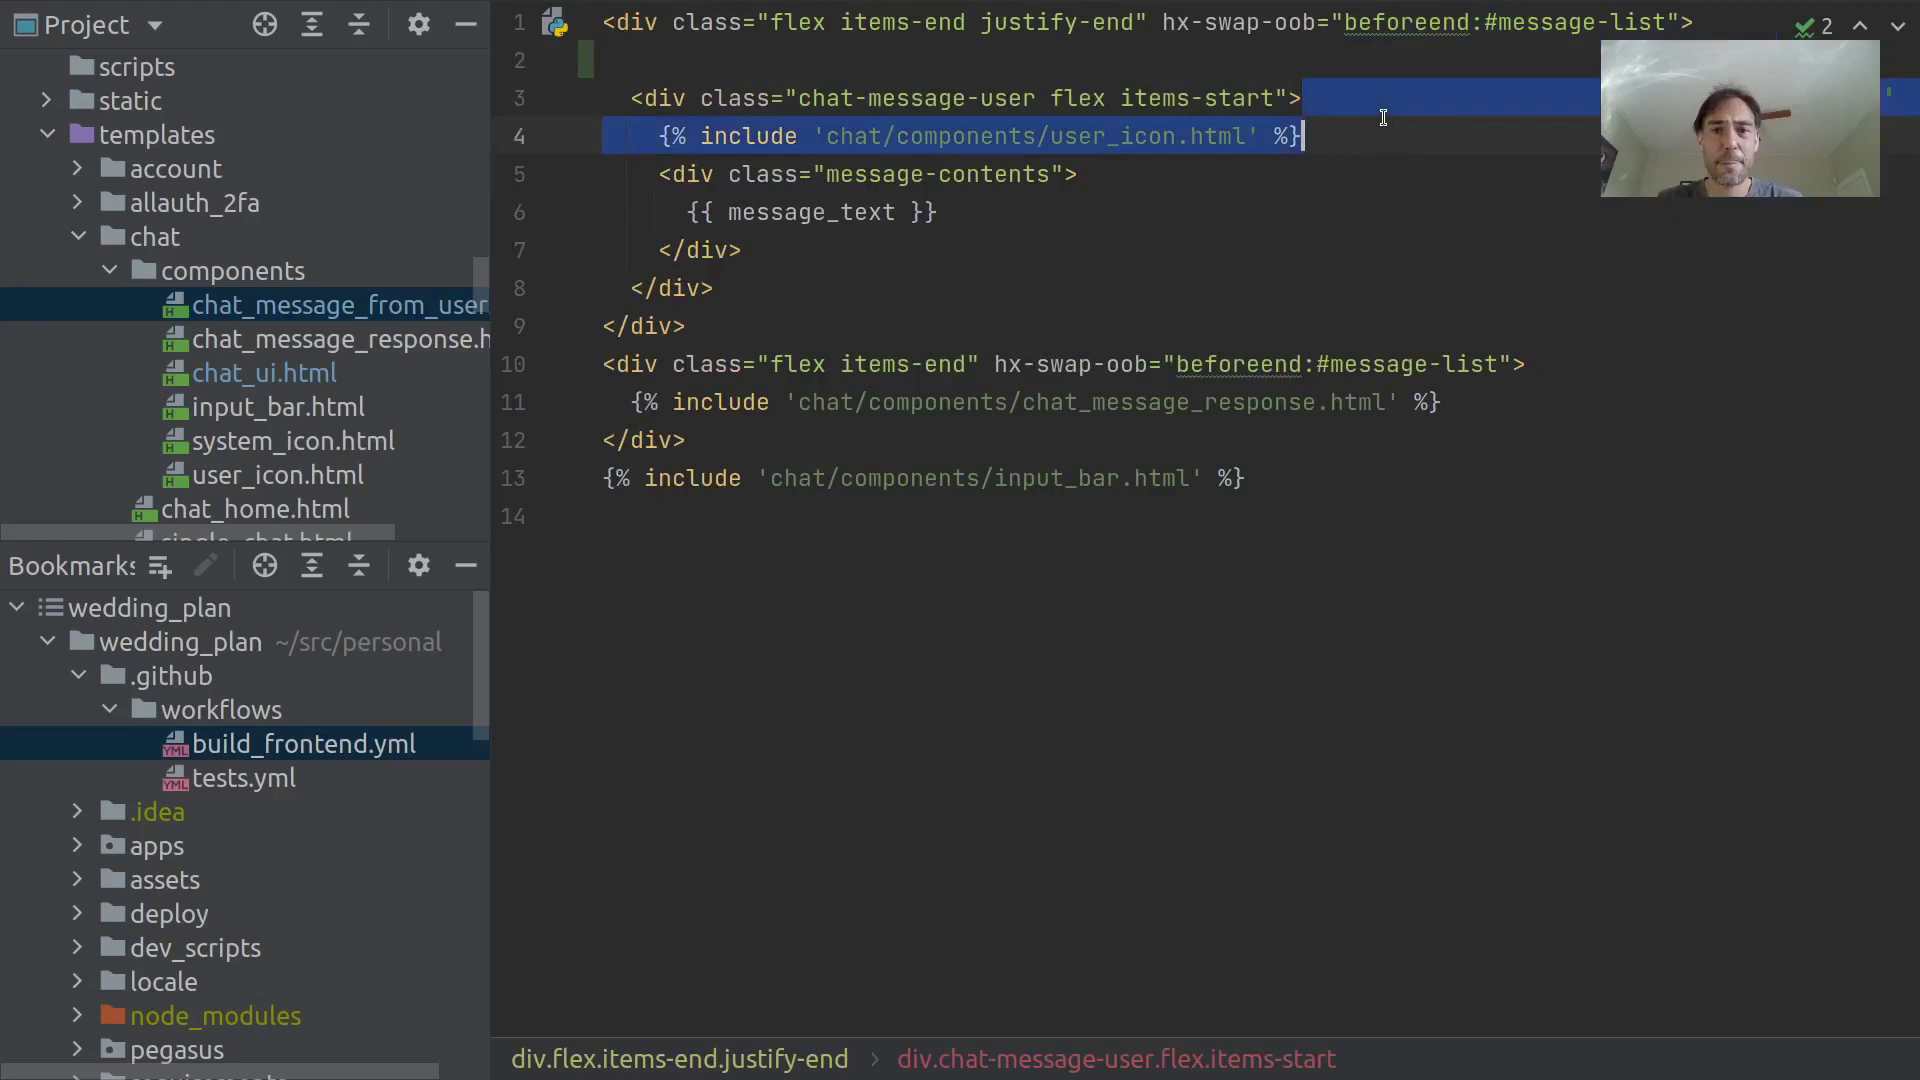 Project
scripts
static
templates
account
allauth_2fa
chat
components
chat_message_from_user
chat_message_response.h
chat_ui.html
input_bar.html
system_icon.html
user_icon.html
chat_home.html
single_chat.html
Bookmarks
wedding_plan
wedding_plan ~/src/personal
.github
workflows
build_frontend.yml
tests.yml
.idea
apps
assets
deploy
dev_scripts
locale
node_modules
pegasus
1 <div class="flex items-end justify-end" hx-swap-oob="beforeend:#message-list">
2
3 <div class="chat-message-user flex items-start">
4 {% include 'chat/components/user_icon.html' %}
5 <div class="message-contents">
6 {{ message_text }}
7 </div>
8 </div>
9 </div>
10 <div class="flex items-end" hx-swap-oob="beforeend:#message-list">
11 {% include 'chat/components/chat_message_response.html' %}
12 </div>
13 {% include 'chat/components/input_bar.html' %}
14
2
div.flex.items-end.justify-end > div.chat-message-user.flex.items-start